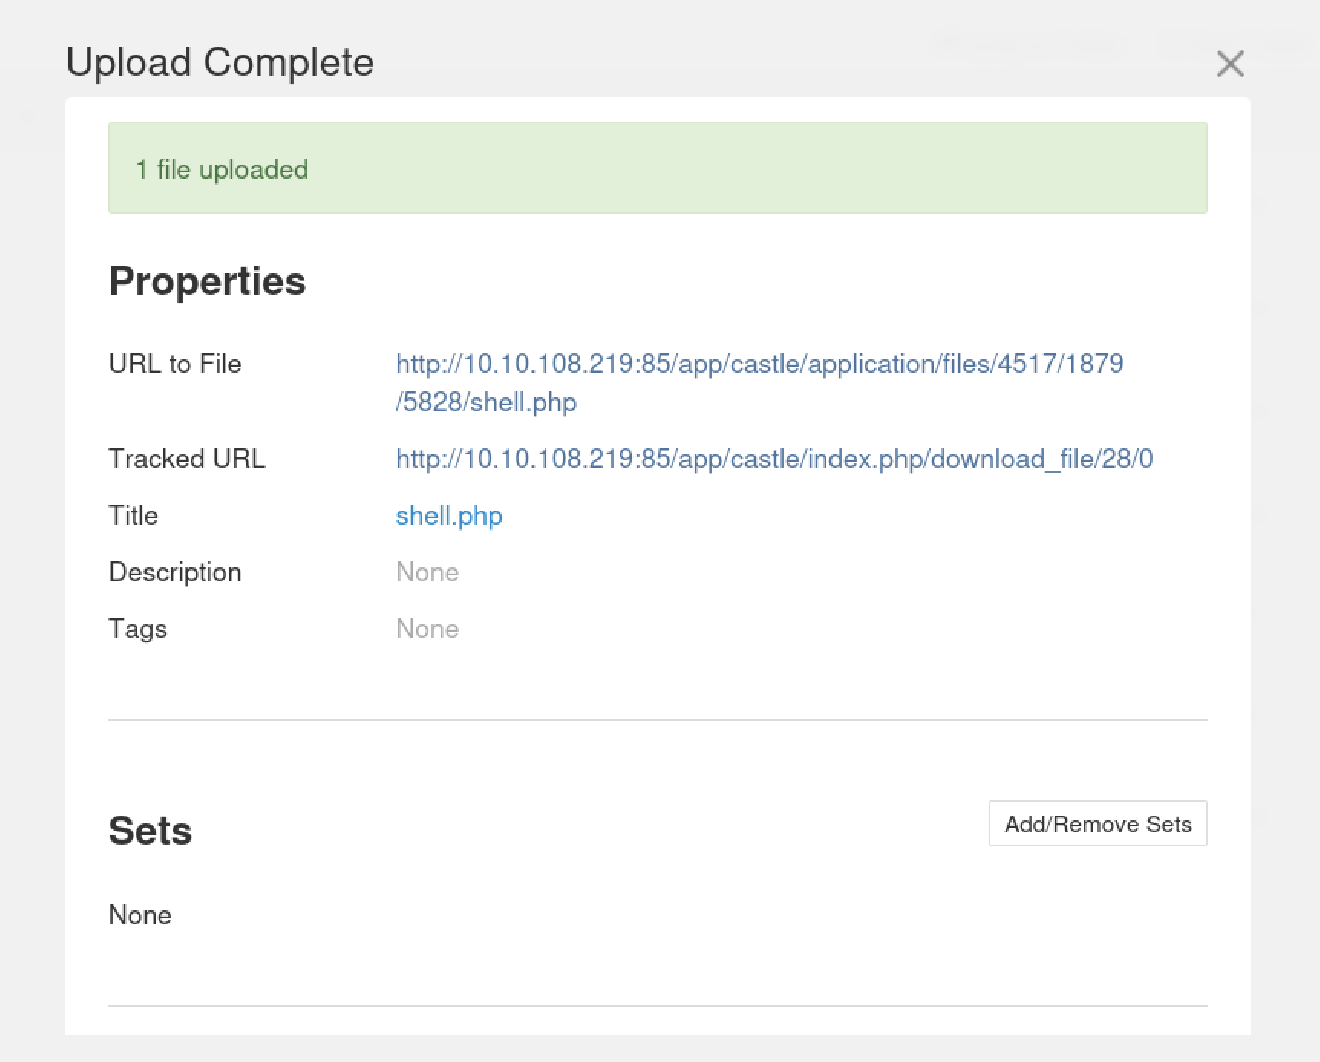 Upload Complete
1 file uploaded
Properties
URL to File
http://10.10.108.219:85/app/castle/application/files/4517/1879
/5828/shell.php
Tracked URL
http://10.10.108.219:85/app/castle/index.php/download_file/28/0
Title
shell.php
Description
None
Tags
None
Sets
Add/Remove Sets
None